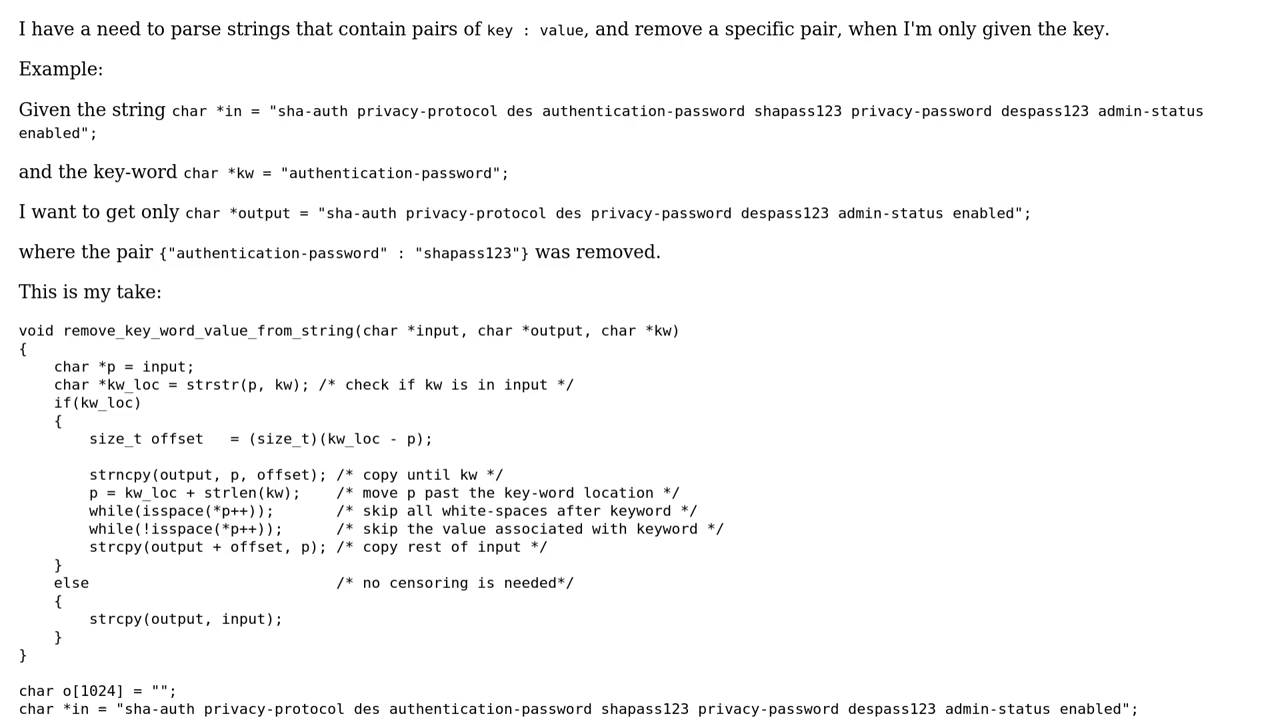 I have a need to parse strings that contain pairs of key : value, and remove a specific pair, when I'm only given the key.
Example:
Given the string char *in = "sha-auth privacy-protocol des authentication-password shapass123 privacy-password despass123 admin-status
enabled";
and the key-word char *kw = "authentication-password";
I want to get only char *output = "sha-auth privacy-protocol des privacy-password despass123 admin-status enabled";
where the pair {"authentication-password" : "shapass123"} was removed.
This is my take:
void remove_key_word_value_from_string(char *input, char *output, char *kw)
{
    char *p = input;
    char *kw_loc = strstr(p, kw); /* check if kw is in input */
    if(kw_loc)
    {
        size_t offset   = (size_t)(kw_loc - p);
        strncpy(output, p, offset); /* copy until kw */
        p = kw_loc + strlen(kw);    /* move p past the key-word location */
        while(isspace(*p++));       /* skip all white-spaces after keyword */
        while(!isspace(*p++));      /* skip the value associated with keyword */
        strcpy(output + offset, p); /* copy rest of input */
    }
    else                            /* no censoring is needed*/
    {
        strcpy(output, input);
    }
}
char o[1024] = "";
char *in = "sha-auth privacy-protocol des authentication-password shapass123 privacy-password despass123 admin-status enabled";